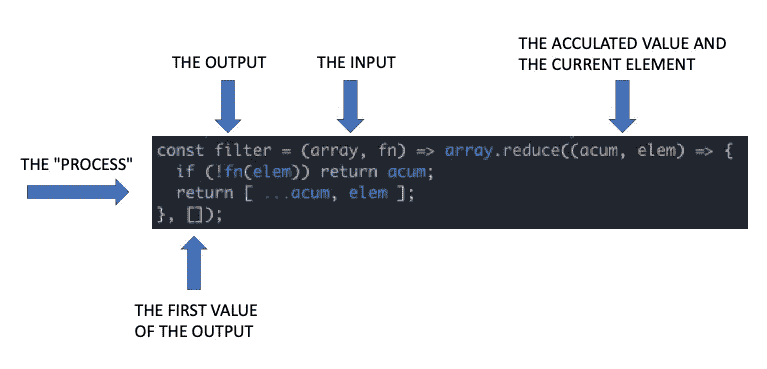 THE ACCULATED VALUE AND
THE CURRENT ELEMENT
THE OUTPUT
THE INPUT
THE "PROCESS"
const filter = (array, fn) => array.reduce((acum, elem) => {
  if (!fn(elem)) return acum;
  return [ ...acum, elem ];
}, []);
THE FIRST VALUE
OF THE OUTPUT